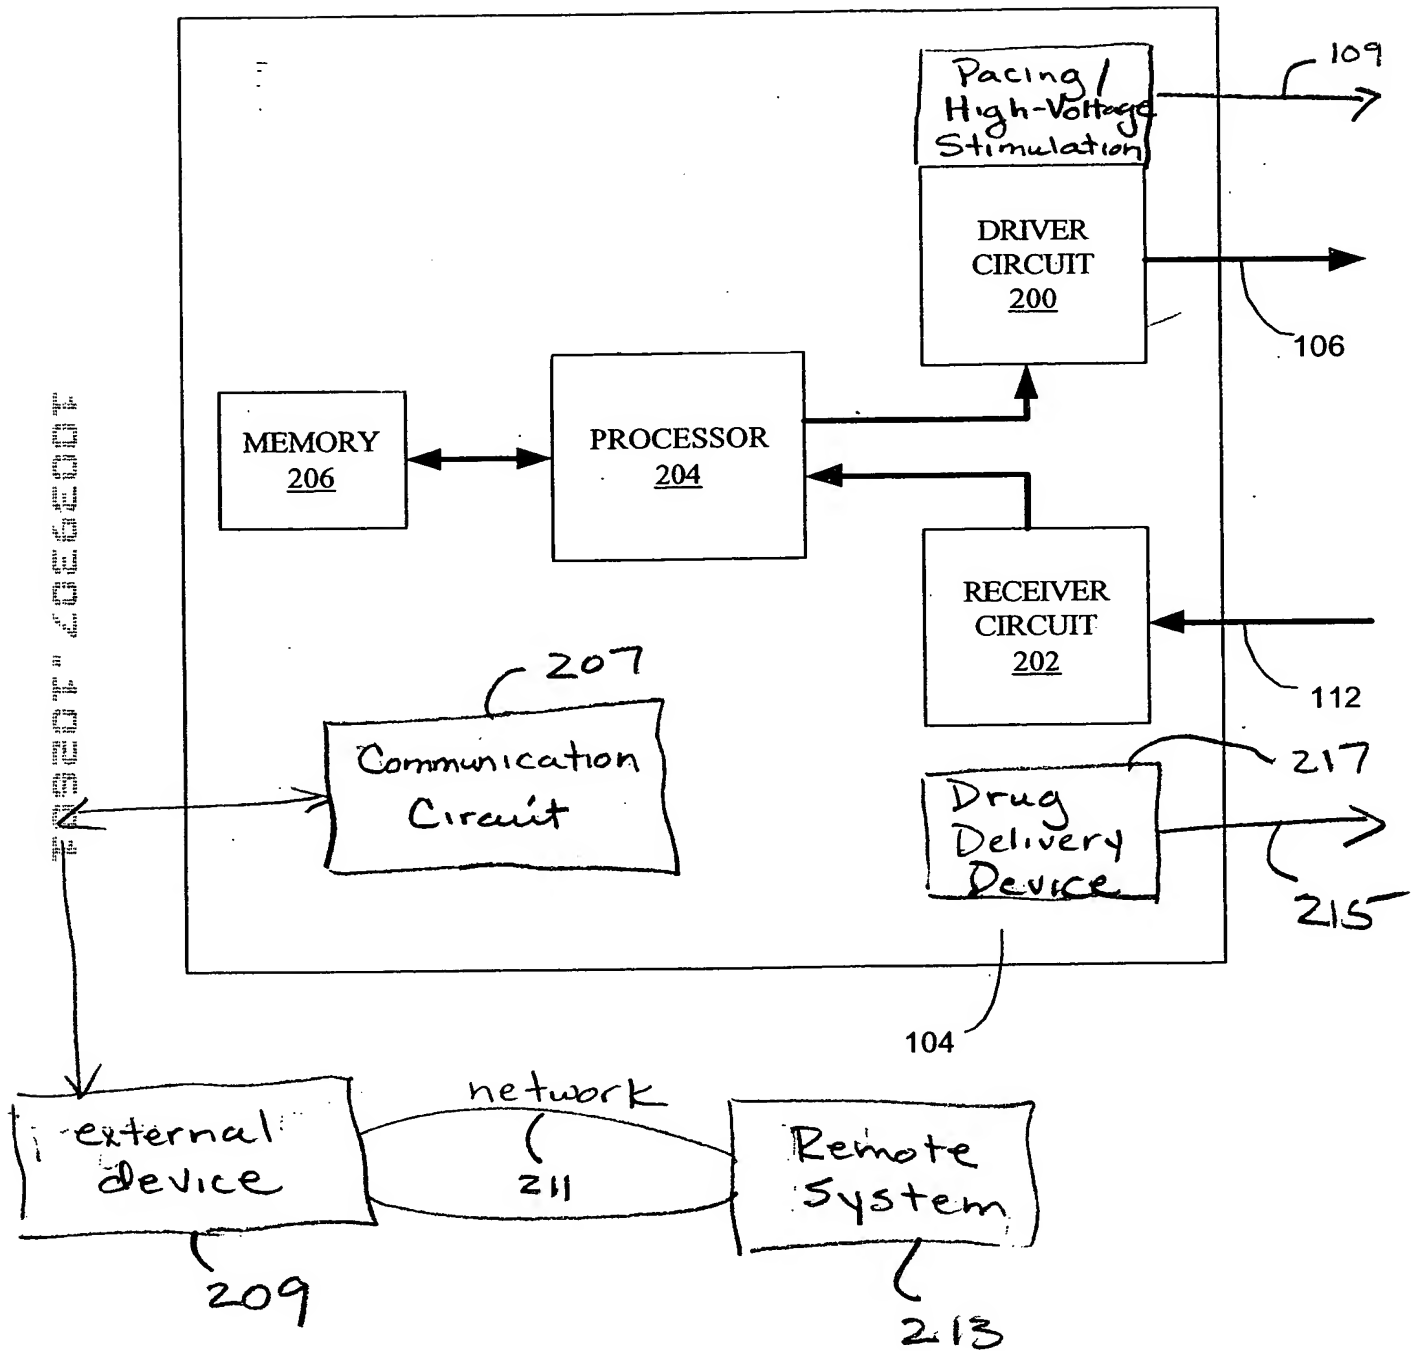 Pacing/
High-Voltage
Stimulation
109
DRIVER
CIRCUIT
200
106
MEMORY
206
PROCESSOR
204
RECEIVER
CIRCUIT
202
112
207
Communication
Circuit
217
Drug
Delivery
Device
215
104
network
211
external
device
209
Remote
System
213